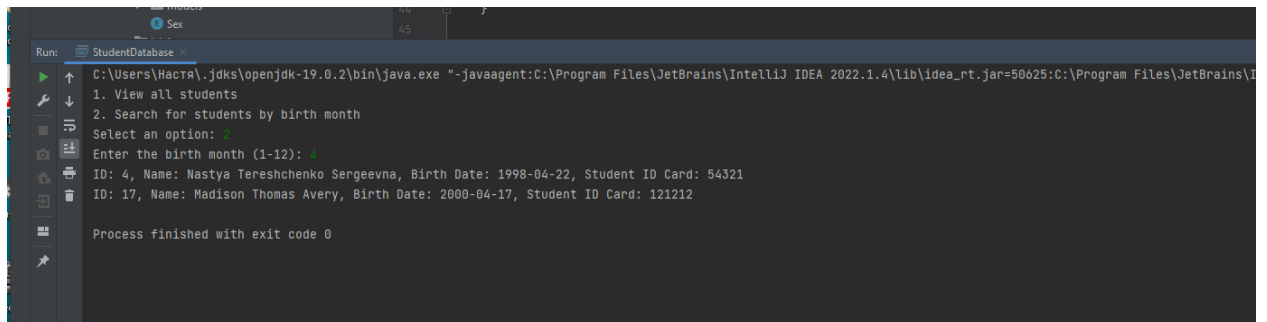 models
44
}
Sex
45
Run: StudentDatabase ×
C:\Users\Настя\.jdks\openjdk-19.0.2\bin\java.exe "-javaagent:C:\Program Files\JetBrains\IntelliJ IDEA 2022.1.4\lib\idea_rt.jar=50625:C:\Program Files\JetBrains\I
1. View all students
2. Search for students by birth month
Select an option: 2
Enter the birth month (1-12): 4
ID: 4, Name: Nastya Tereshchenko Sergeevna, Birth Date: 1998-04-22, Student ID Card: 54321
ID: 17, Name: Madison Thomas Avery, Birth Date: 2000-04-17, Student ID Card: 121212
Process finished with exit code 0